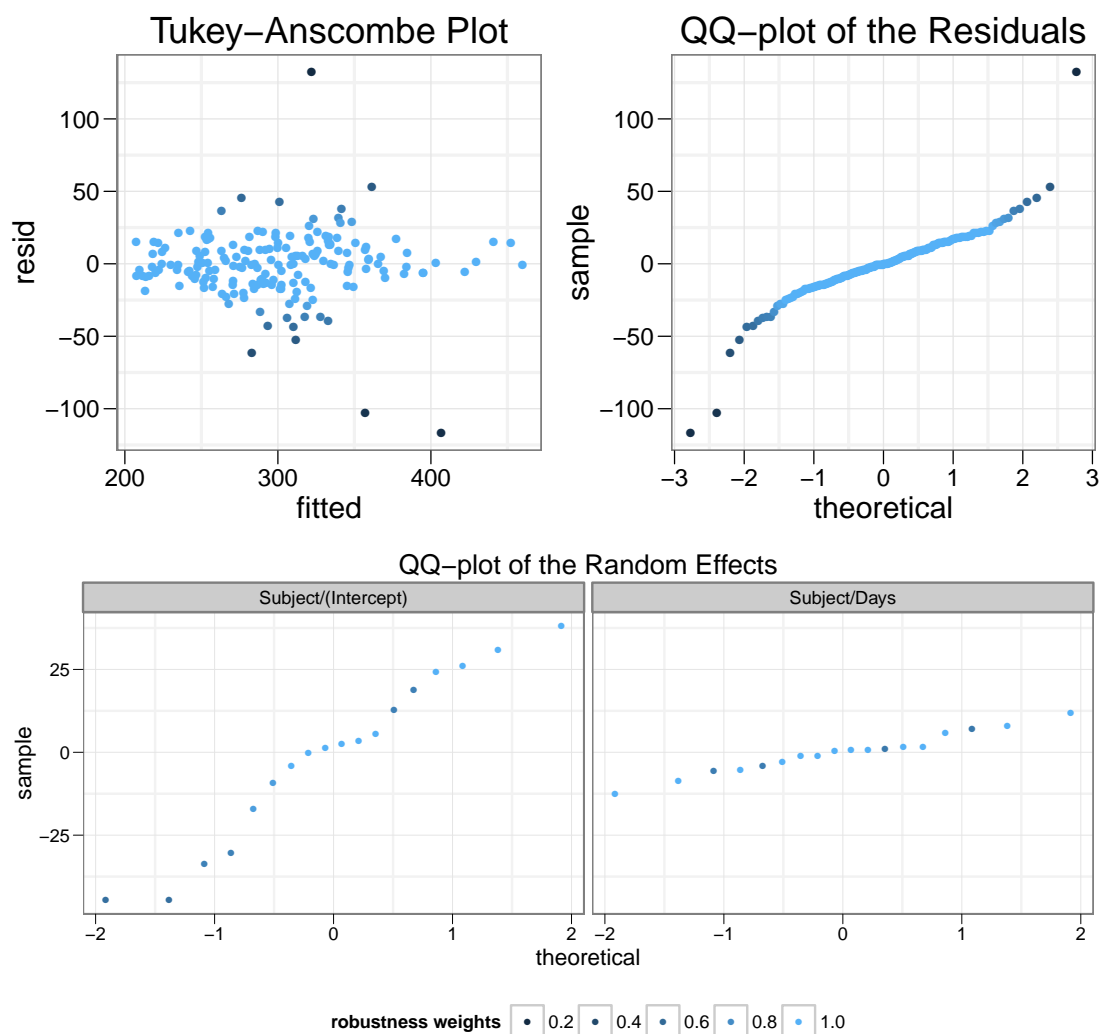 Tukey−Anscombe Plot
QQ−plot of the Residuals
resid
100
50
0
−50
−100
200 300 400
fitted
sample
100
50
0
−50
−100
−3 −2 −1 0 1 2 3
theoretical
QQ−plot of the Random Effects
Subject/(Intercept)
Subject/Days
sample
25
0
−25
−2 −1 0 1 2
−2 −1 0 1 2
theoretical
robustness weights 0.2 0.4 0.6 0.8 1.0